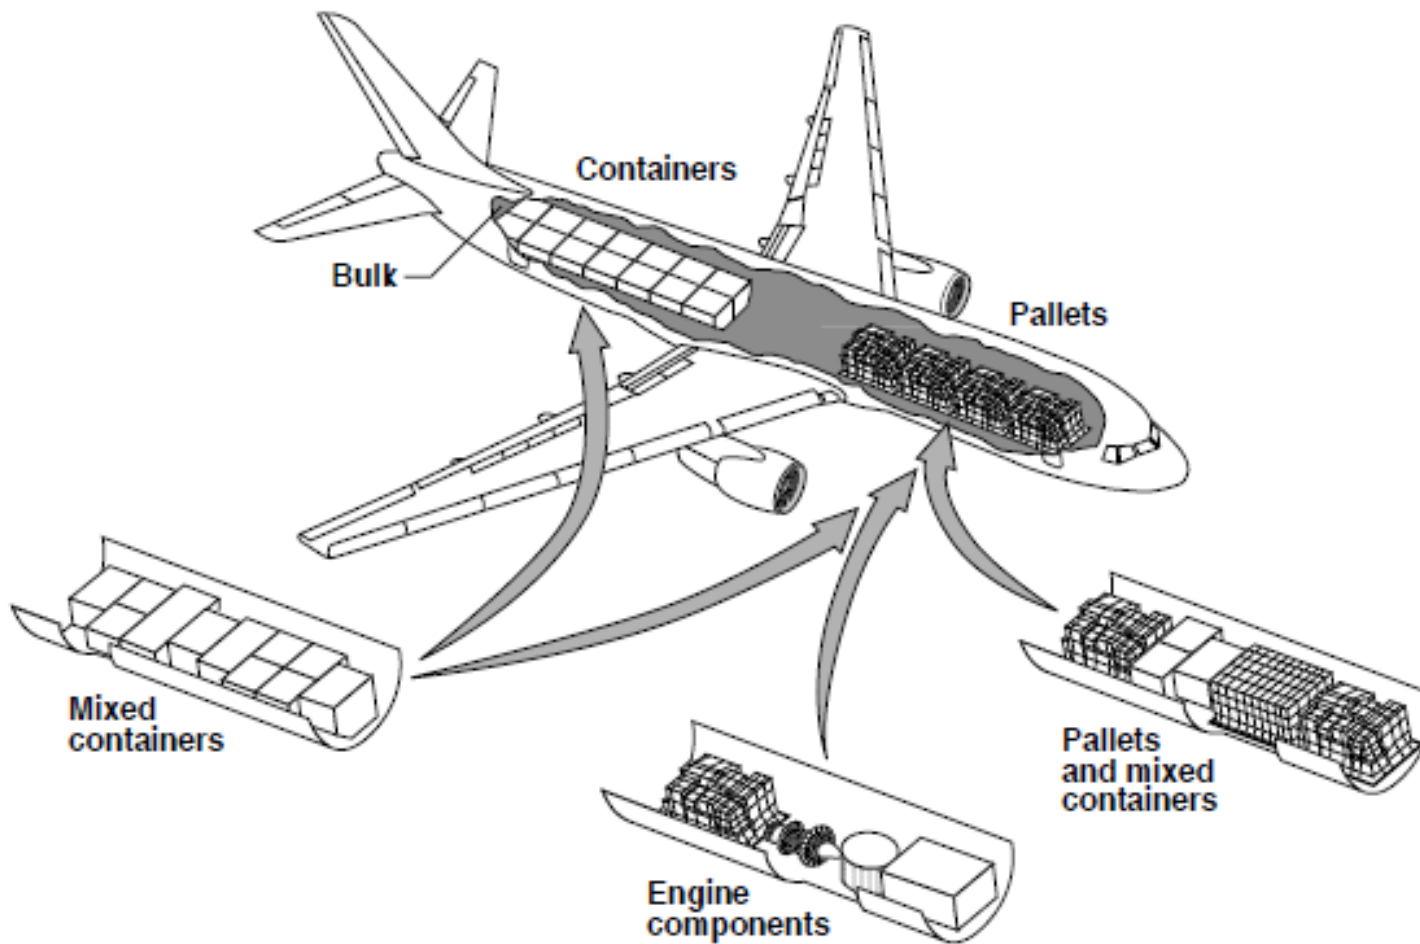 Containers
Bulk
Pallets
Mixed
containers
Engine
components
Pallets
and mixed
containers